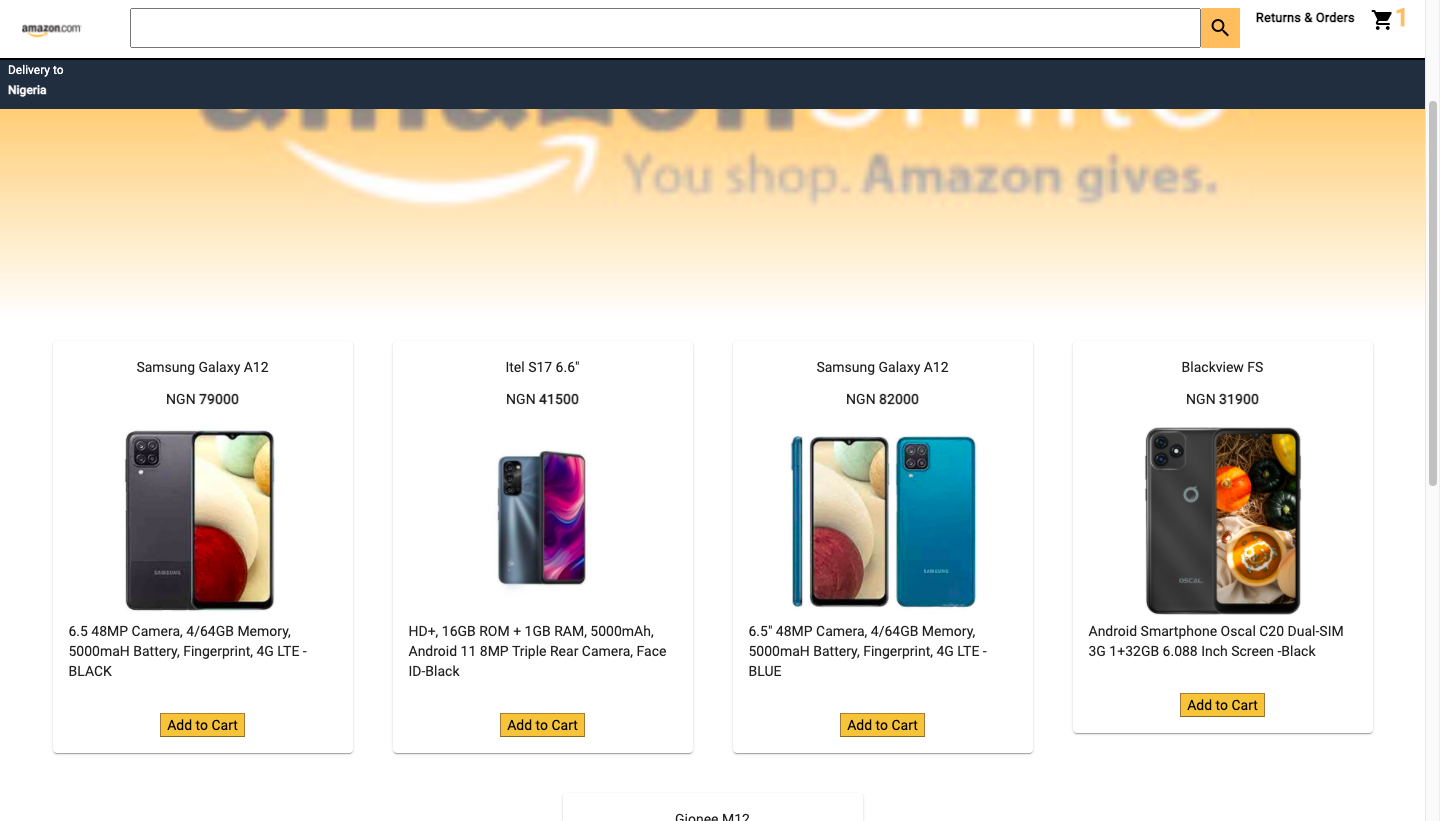 amazon.com
Returns & Orders
1
Delivery to
Nigeria
You shop. Amazon gives.
Samsung Galaxy A12
NGN 79000
SAMSUNG
6.5 48MP Camera, 4/64GB Memory,
5000maH Battery, Fingerprint, 4G LTE -
BLACK
Add to Cart
Itel S17 6.6"
NGN 41500
HD+, 16GB ROM + 1GB RAM, 5000mAh,
Android 11 8MP Triple Rear Camera, Face
ID-Black
Add to Cart
Samsung Galaxy A12
NGN 82000
SAMSUNG
6.5" 48MP Camera, 4/64GB Memory,
5000maH Battery, Fingerprint, 4G LTE -
BLUE
Add to Cart
Blackview FS
NGN 31900
OSCAL
Android Smartphone Oscal C20 Dual-SIM
3G 1+32GB 6.088 Inch Screen -Black
Add to Cart
Gionee M12